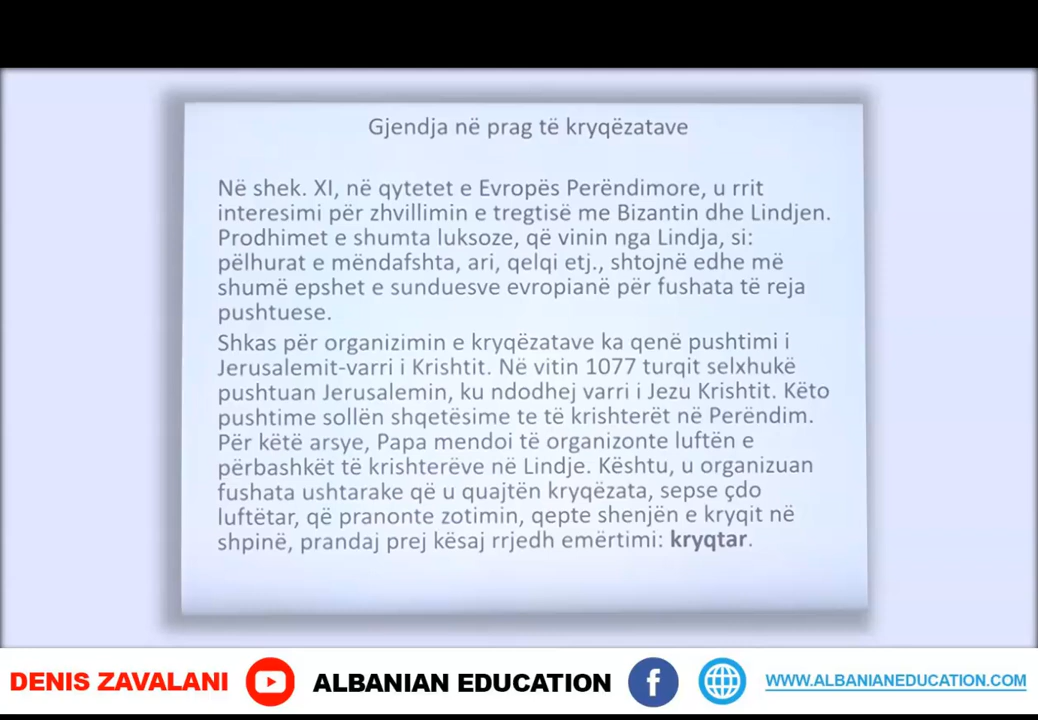 Gjendja në prag të kryqëzatave
Në shek. XI, në qytetet e Evropës Perëndimore, u rrit
interesimi për zhvillimin e tregtisë me Bizantin dhe Lindjen.
Prodhimet e shumta luksoze, që vinin nga Lindja, si:
pëlhurat e mëndafshta, ari, qelqi etj., shtojnë edhe më
shumë epshet e sunduesve evropianë për fushata të reja
pushtuese.
Shkas për organizimin e kryqëzatave ka qenë pushtimi i
Jerusalemit-varri i Krishtit. Në vitin 1077 turqit selxhukë
pushtuan Jerusalemin, ku ndodhej varri i Jezu Krishtit. Këto
pushtime sollën shqetësime te të krishterët në Perëndim.
Për këtë arsye, Papa mendoi të organizonte luftën e
përbashkët të krishterëve në Lindje. Kështu, u organizuan
fushata ushtarake që u quajtën kryqëzata, sepse çdo
luftëtar, që pranonte zotimin, qepte shenjën e kryqit në
shpinë, prandaj prej kësaj rrjedh emërtimi: kryqtar.
DENIS ZAVALANI ALBANIAN EDUCATION f WWW.ALBANIANEDUCATION.COM